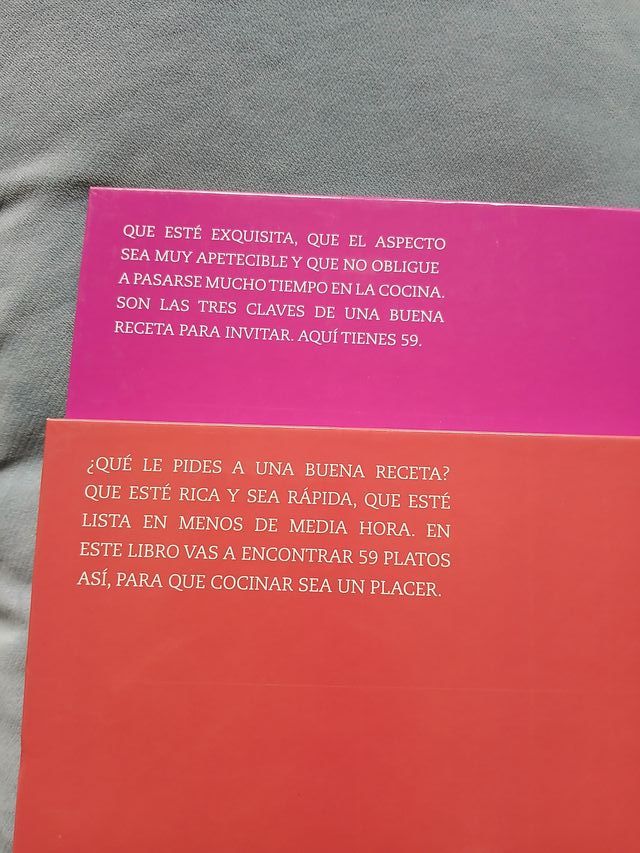 QUE ESTÉ EXQUISITA, QUE EL ASPECTO
SEA MUY APETECIBLE Y QUE NO OBLIGUE
A PASARSE MUCHO TIEMPO EN LA COCINA.
SON LAS TRES CLAVES DE UNA BUENA
RECETA PARA INVITAR. AQUÍ TIENES 59.
¿QUÉ LE PIDES A UNA BUENA RECETA?
QUE ESTÉ RICA Y SEA RÁPIDA, QUE ESTÉ
LISTA EN MENOS DE MEDIA HORA. EN
ESTE LIBRO VAS A ENCONTRAR 59 PLATOS
ASÍ, PARA QUE COCINAR SEA UN PLACER.